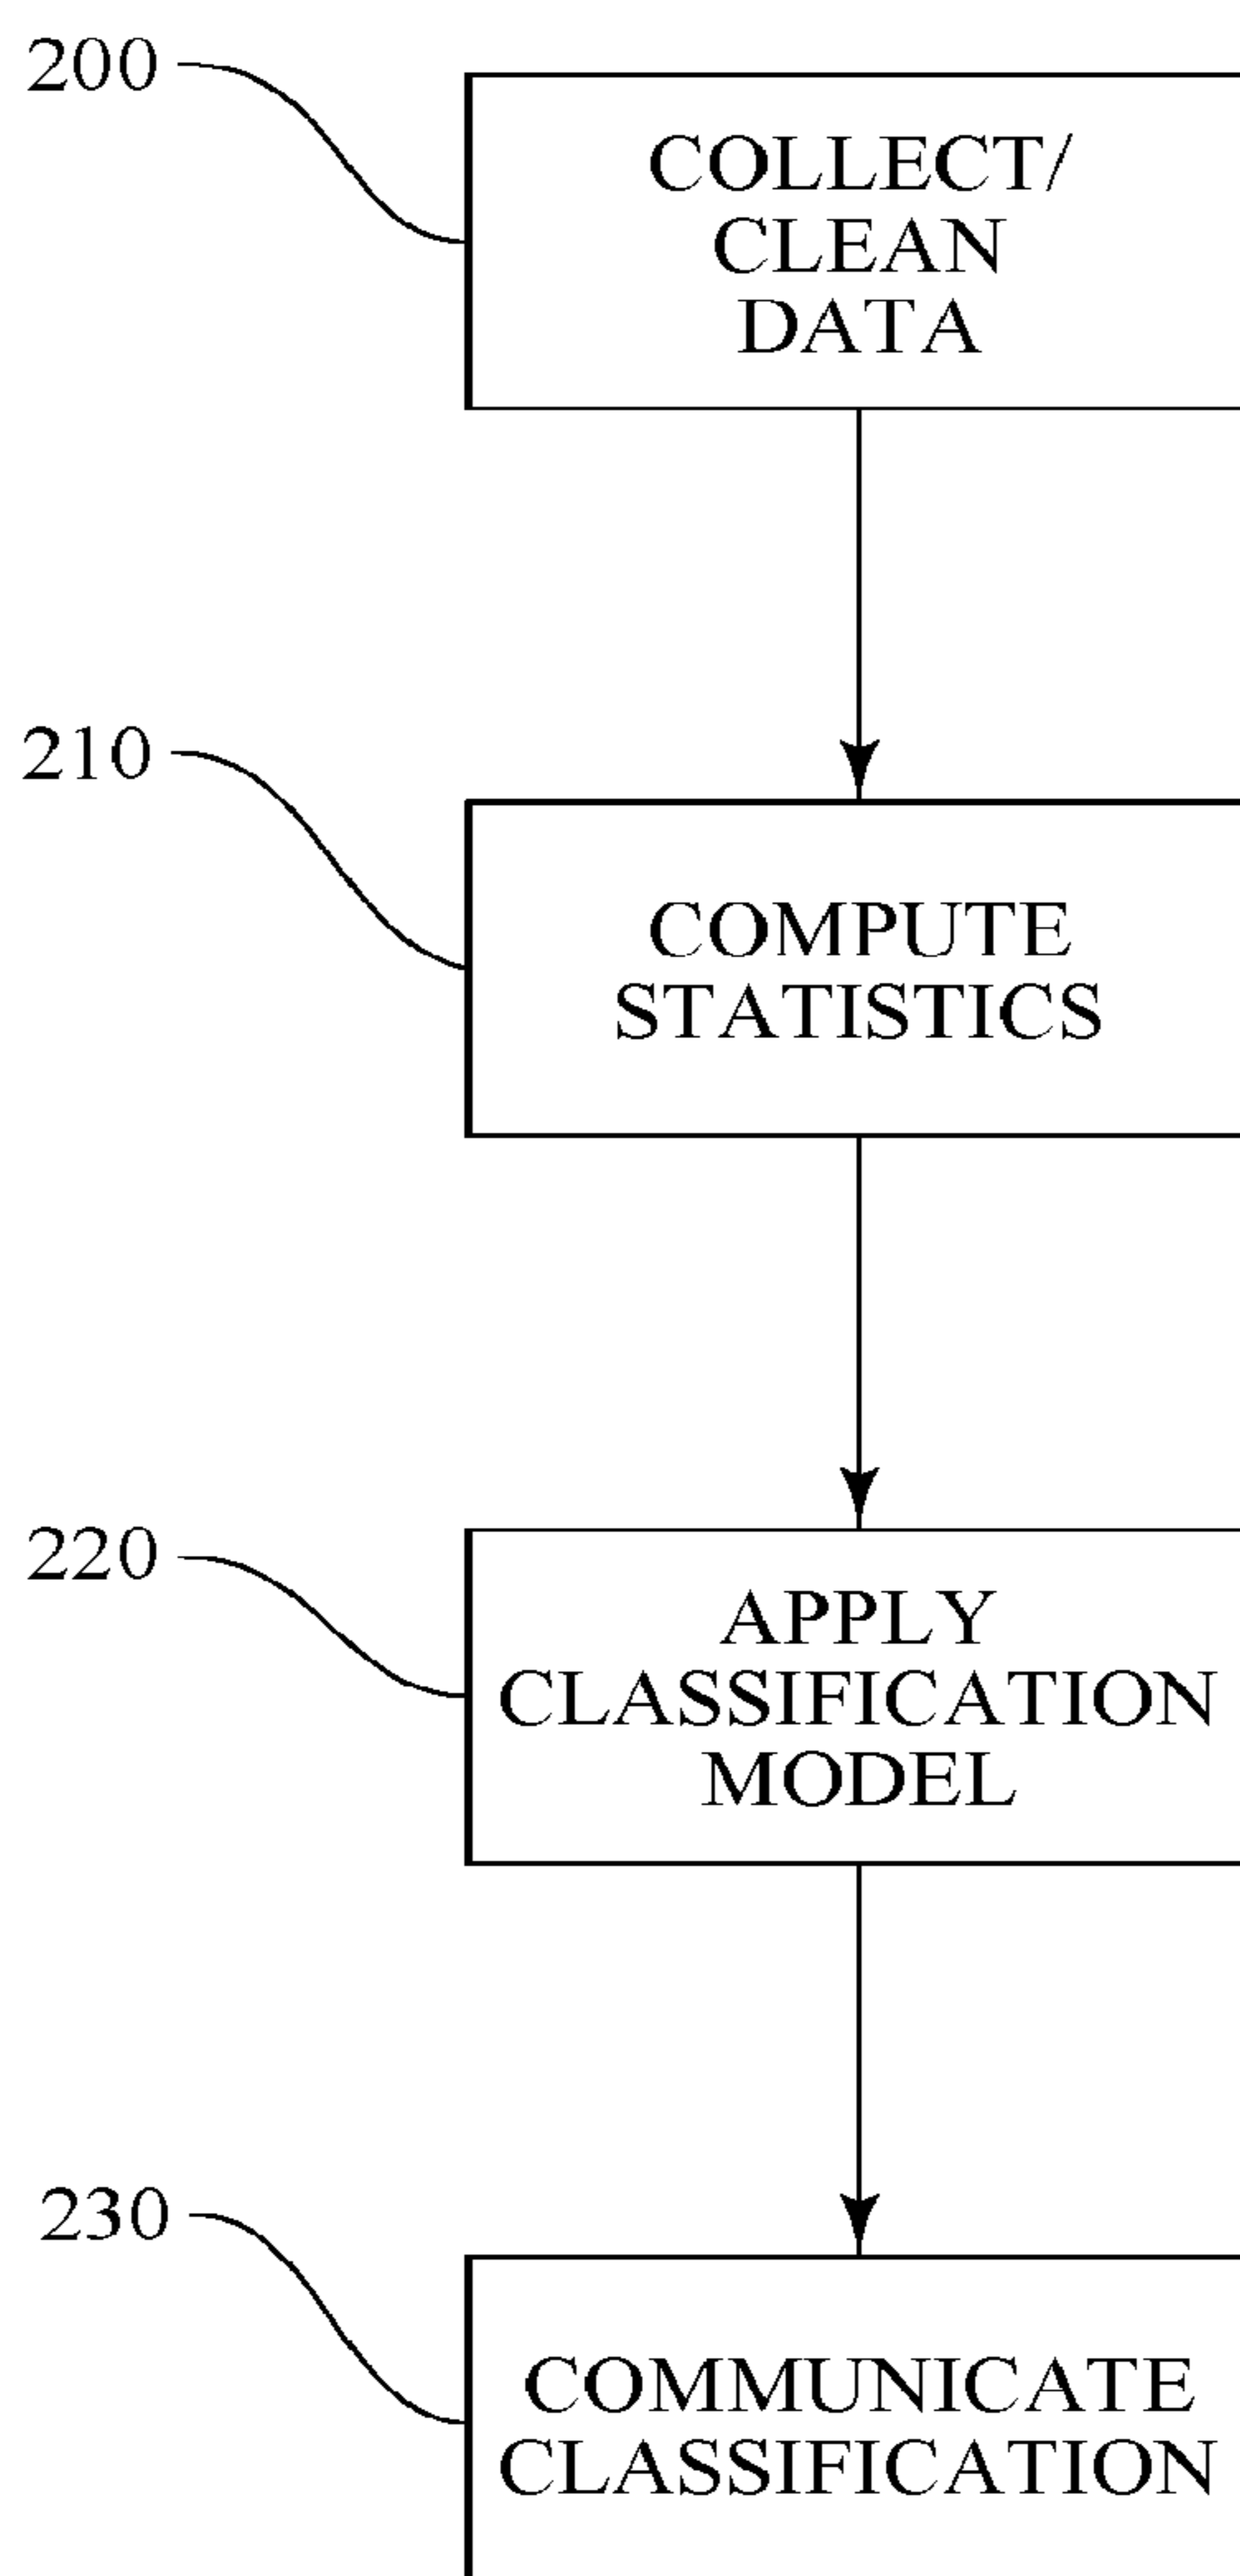 200
COLLECT/
CLEAN
DATA
210
COMPUTE
STATISTICS
220
APPLY
CLASSIFICATION
MODEL
230
COMMUNICATE
CLASSIFICATION